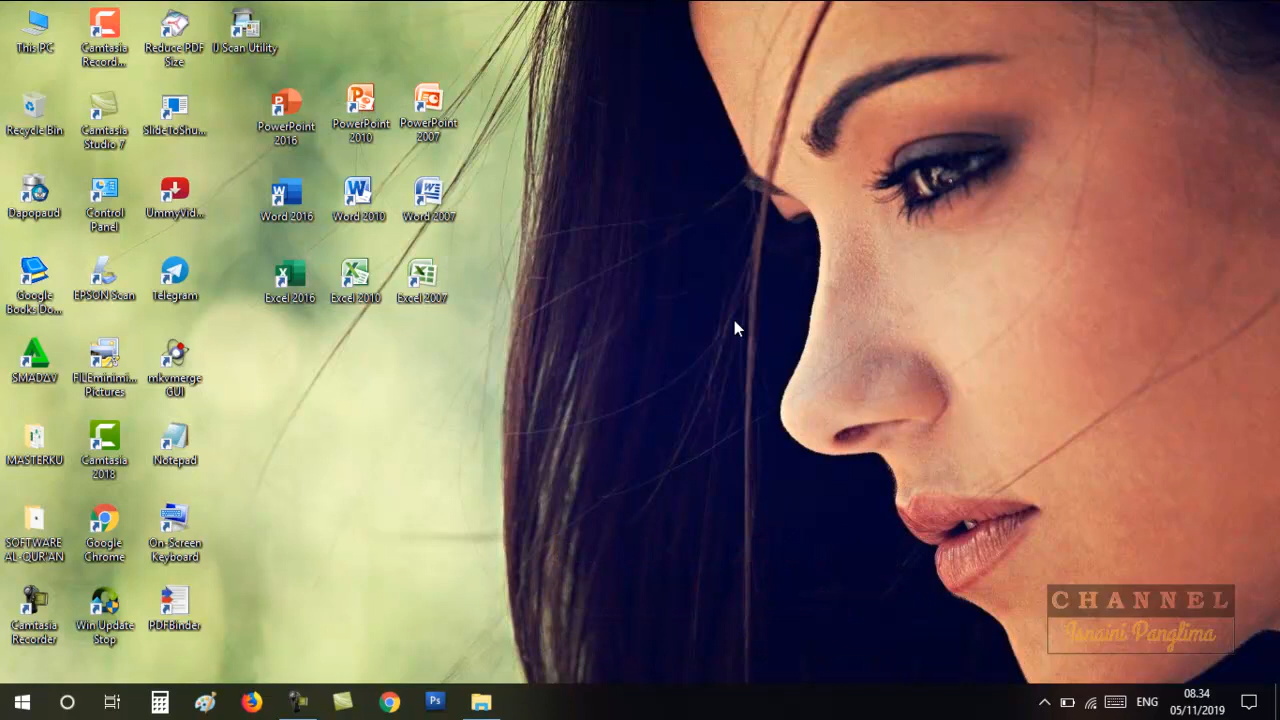 This PC
Camtasia
Record...
Reduce PDF
Size
IJ Scan Utility
Recycle Bin
Camtasia
Studio 7
SlideToShu...
PowerPoint
2016
PowerPoint
2010
PowerPoint
2007
Dapopaud
Control
Panel
UmmyVid...
Word 2016
Word 2010
Word 2007
Google
Books Do...
EPSON Scan
Telegram
Excel 2016
Excel 2010
Excel 2007
SMADAV
FILEminimi...
Pictures
mkvmerge
GUI
MASTERKU
Camtasia
2018
Notepad
SOFTWARE
AL-QUR'AN
Google
Chrome
On-Screen
Keyboard
Camtasia
Recorder
Win Update
Stop
PDFBinder
CHANNEL
Isnaini Panglima
Ps
ENG
08.34
05/11/2019